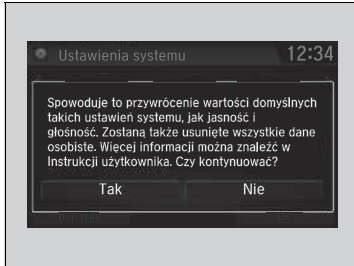 Ustawienia systemu
12:34
Spowoduje to przywrócenie wartości domyślnych
takich ustawień systemu, jak jasność i
głośność. Zostaną także usunięte wszystkie dane
osobiste. Więcej informacji można znaleźć w
Instrukcji użytkownika. Czy kontynuować?
Tak
Nie